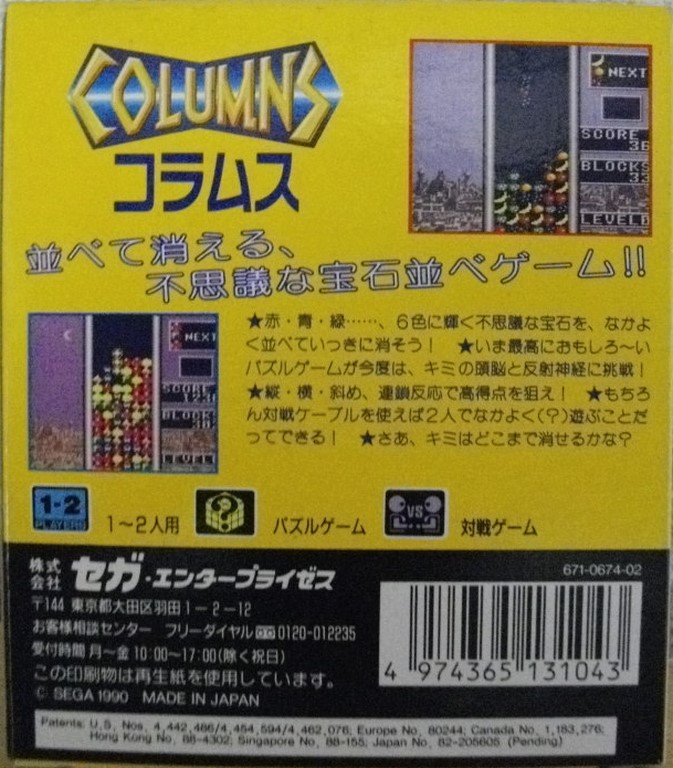 COLUMNS
コラムス
NEXT
SCORE
36
BLOCKS
33
LEVEL
並べて消える、
不思議な宝石並べゲーム!!
NEXT
SCORE
BLOCKS
LEVEL
★赤・青・緑……、6色に輝く不思議な宝石を、なかよ
く並べていっきに消そう! ★いま最高におもしろ〜い
パズルゲームが今度は、キミの頭脳と反射神経に挑戦!
★縦・横・斜め、連鎖反応で高得点を狙え! ★もちろ
ん対戦ケーブルを使えば2人でなかよく(?)遊ぶことだ
ってできる! ★さあ、キミはどこまで消せるかな?
1-2
PLAYERS
1〜2人用
?
パズルゲーム
VS
対戦ゲーム
株式会社 セガ・エンタープライゼス
〒144 東京都大田区羽田1-2-12
お客様相談センター フリーダイヤル 0120-012235
受付時間 月〜金 10:00〜17:00(除く祝日)
この印刷物は再生紙を使用しています。
© SEGA 1990 MADE IN JAPAN
671-0674-02
4 974365 131043
Patents: U.S. Nos. 4,442,486/4,454,594/4,462,076; Europe No. 80244; Canada No. 1,183,276;
Hong Kong No. 88-4302; Singapore No. 88-155; Japan No. 82-205605 (Pending)